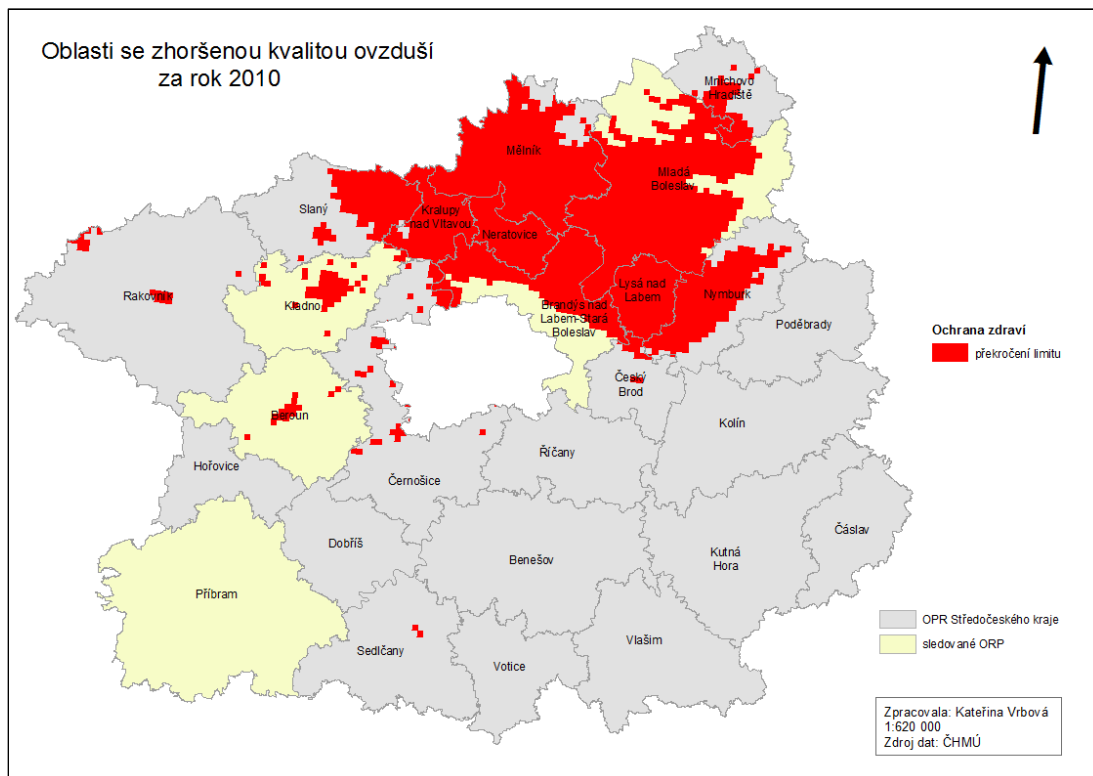 Oblasti se zhoršenou kvalitou ovzduší
za rok 2010
Mnichovo
Hradiště
Mělník
Mladá
Boleslav
Slaný
Kralupy
nad Vltavou
Neratovice
Rakovník
Kladno
Lysá nad
Labem
Nymburk
Brandýs nad
Labem-Stará
Boleslav
Poděbrady
Ochrana zdraví
překročení limitu
Český
Brod
Beroun
Kolín
Hořovice
Černošice
Říčany
Dobříš
Benešov
Kutná
Hora
Čáslav
Příbram
Sedlčany
Votice
Vlašim
OPR Středočeského kraje
sledované ORP
Zpracovala: Kateřina Vrbová
1:620 000
Zdroj dat: ČHMÚ